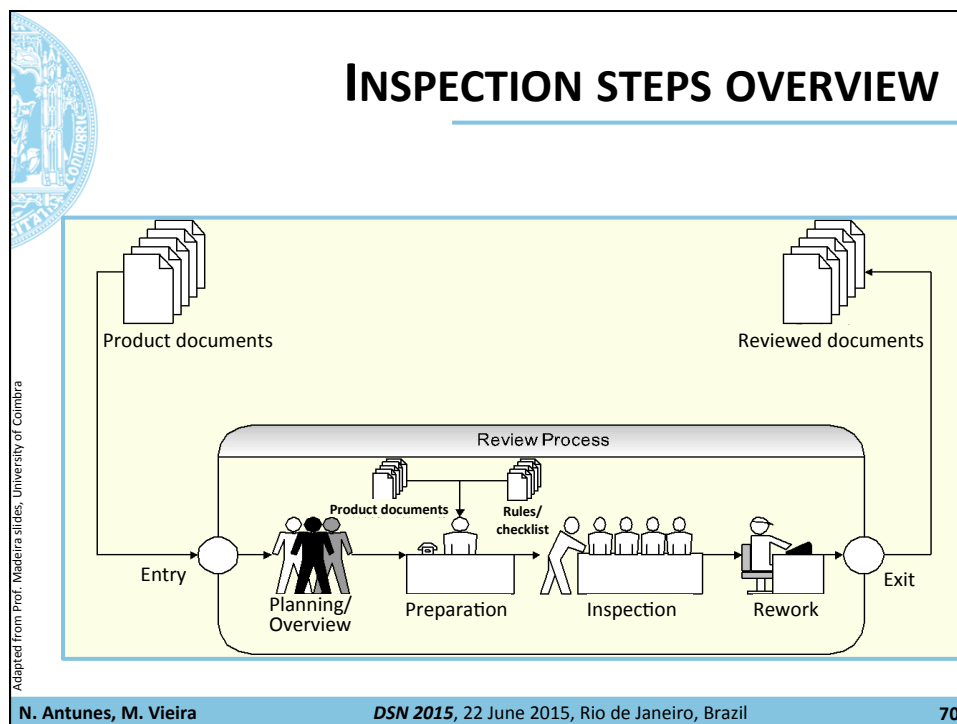 INSPECTION STEPS OVERVIEW
Product documents
Reviewed documents
Review Process
Product documents
Rules/
checklist
Entry
Planning/
Overview
Preparation
Inspection
Rework
Exit
Adapted from Prof. Madeira slides, University of Coimbra
N. Antunes, M. Vieira
DSN 2015, 22 June 2015, Rio de Janeiro, Brazil
70